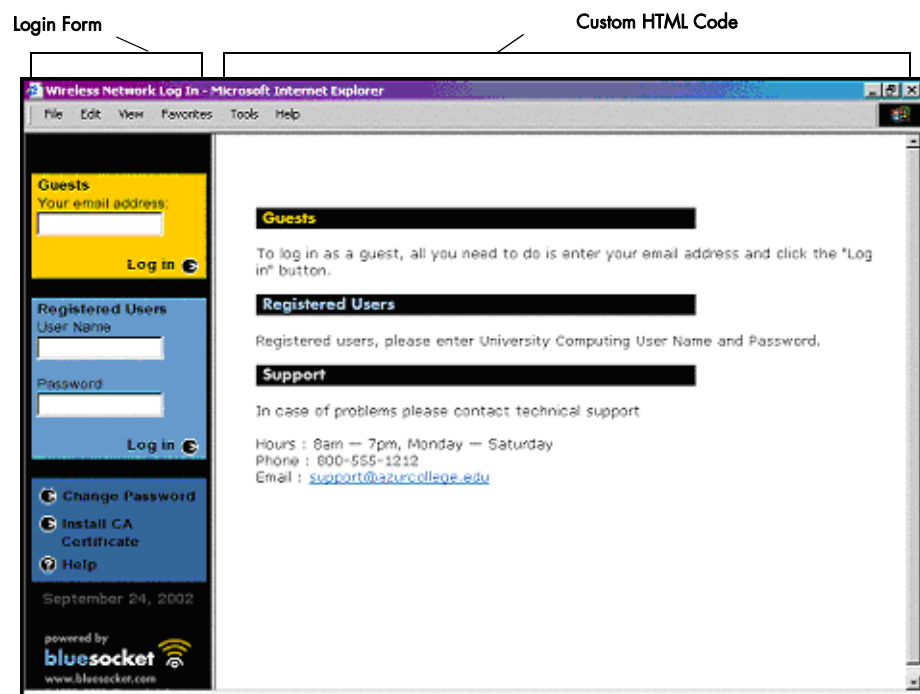 Login Form
Custom HTML Code
Wireless Network Log In - Microsoft Internet Explorer
File Edit View Favorites Tools Help
Guests
Your email address:
Log in
Registered Users
User Name
Password
Log in
Change Password
Install CA
Certificate
Help
September 24, 2002
powered by
bluesocket
www.bluesocket.com
Guests
To log in as a guest, all you need to do is enter your email address and click the "Log
in" button.
Registered Users
Registered users, please enter University Computing User Name and Password.
Support
In case of problems please contact technical support
Hours : 8am — 7pm, Monday — Saturday
Phone : 800-555-1212
Email : support@azurcollege.edu